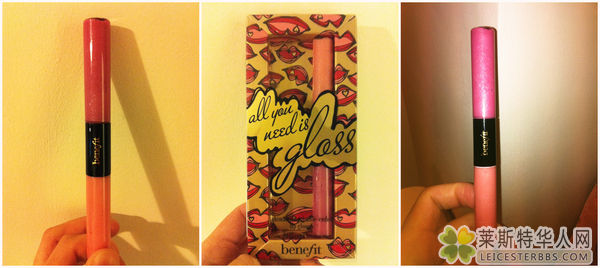 benefit
all you
need is
gloss
benefit
benefit
莱斯特华人网
LEICESTERBBS.COM